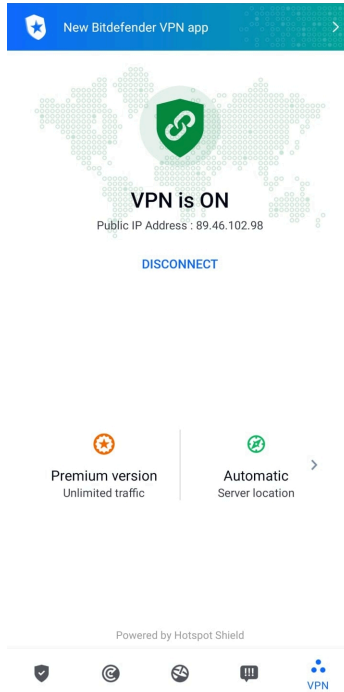 New Bitdefender VPN app
VPN is ON
Public IP Address : 89.46.102.98
DISCONNECT
Premium version
Unlimited traffic
Automatic
Server location
Powered by Hotspot Shield
VPN